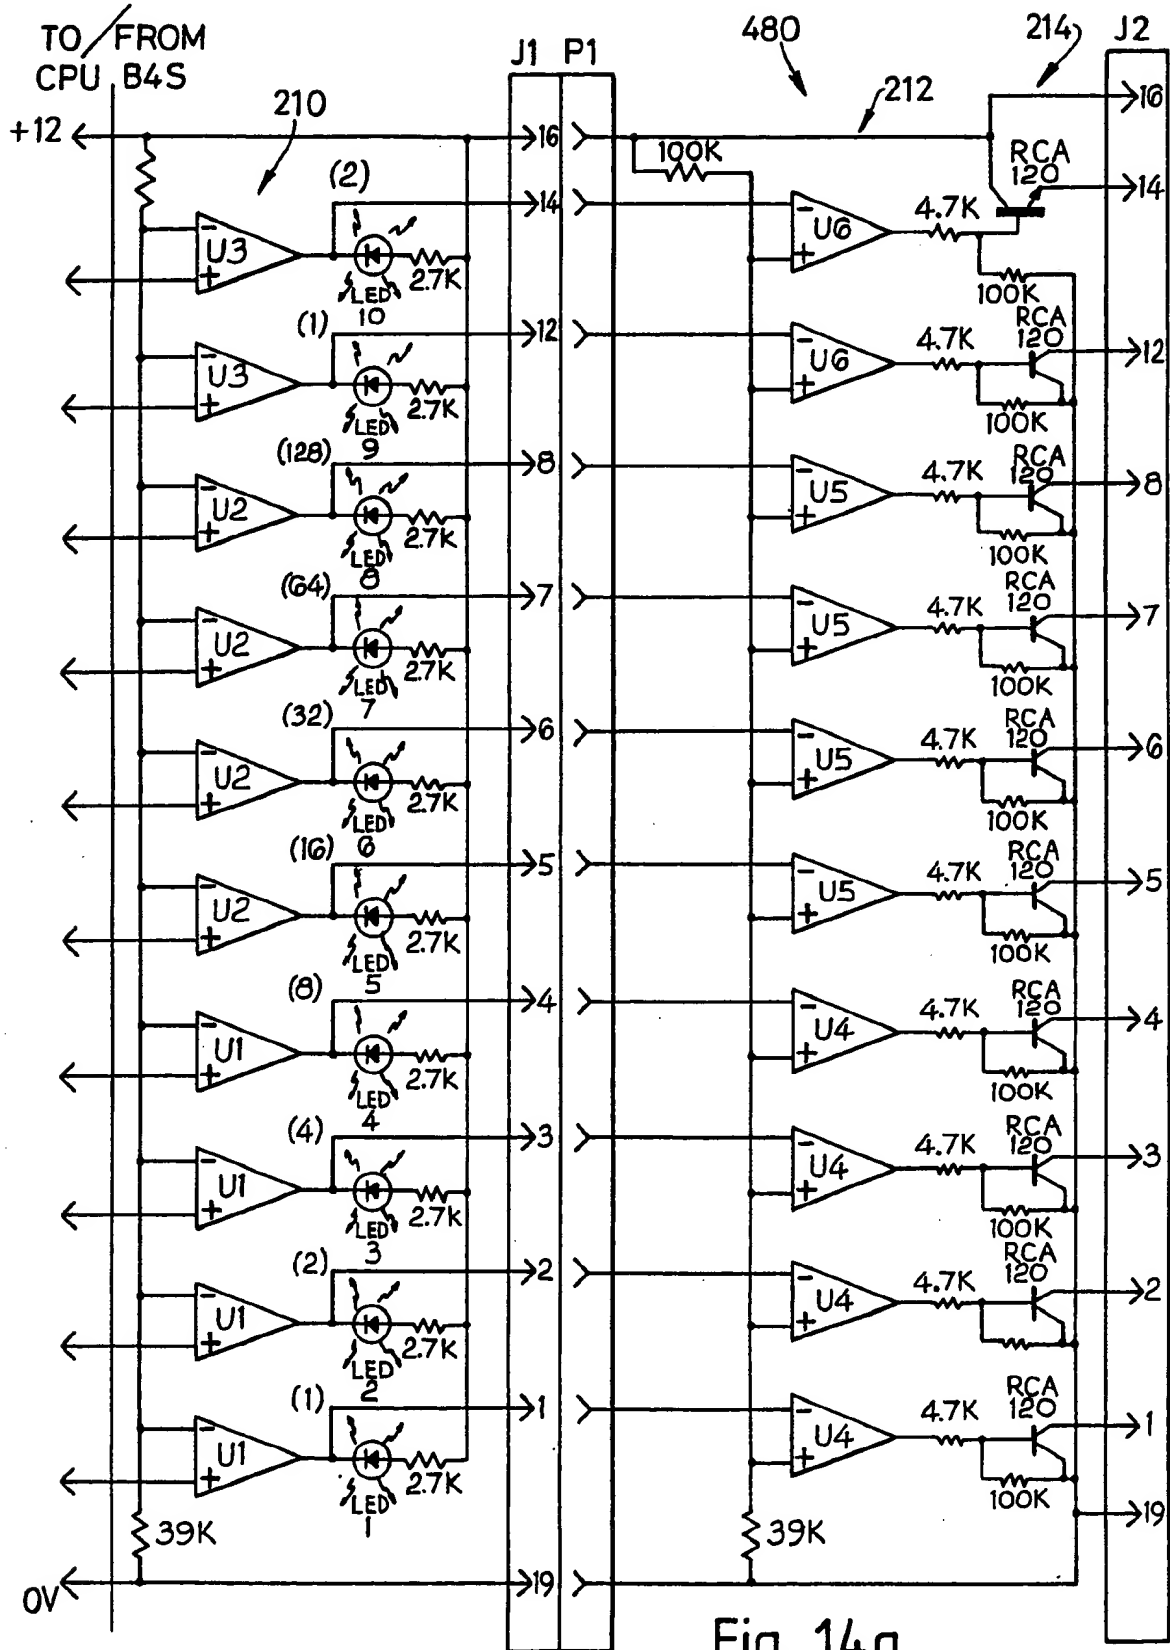 TO/FROM
CPU B4S
J1 P1
480
214
J2
212
210
+12
16
16
100K
RCA
120
(2)
14
14
4.7K
- U3 +
- U6 +
2.7K
LED
10
100K
(1)
12
RCA
120
12
4.7K
- U3 +
- U6 +
2.7K
LED
9
100K
(128)
8
RCA
120
8
4.7K
- U2 +
- U5 +
2.7K
LED
8
100K
(64)
7
RCA
120
7
4.7K
- U2 +
- U5 +
2.7K
LED
7
100K
(32)
6
RCA
120
6
4.7K
- U2 +
- U5 +
2.7K
LED
6
100K
(16)
5
RCA
120
5
4.7K
- U2 +
- U5 +
2.7K
LED
5
100K
(8)
4
RCA
120
4
4.7K
- U1 +
- U4 +
2.7K
LED
4
100K
(4)
3
RCA
120
3
4.7K
- U1 +
- U4 +
2.7K
LED
3
100K
(2)
2
RCA
120
2
4.7K
- U1 +
- U4 +
2.7K
LED
2
(1)
1
RCA
120
1
4.7K
- U1 +
- U4 +
2.7K
LED
1
100K
39K
39K
19
0V
19
Fig. 14a